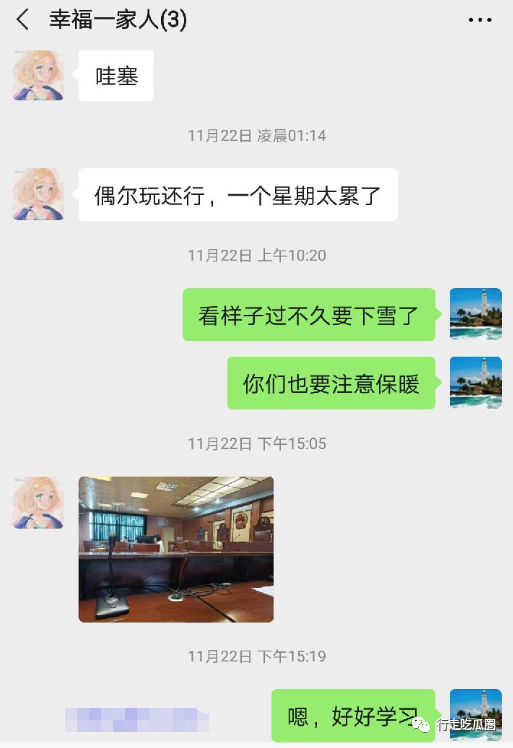 幸福一家人(3)
哇塞
11月22日 凌晨01:14
偶尔玩还行，一个星期太累了
11月22日 上午10:20
看样子过不久要下雪了
你们也要注意保暖
11月22日 下午15:05
11月22日 下午15:19
嗯，好好学习
行走吃瓜圈